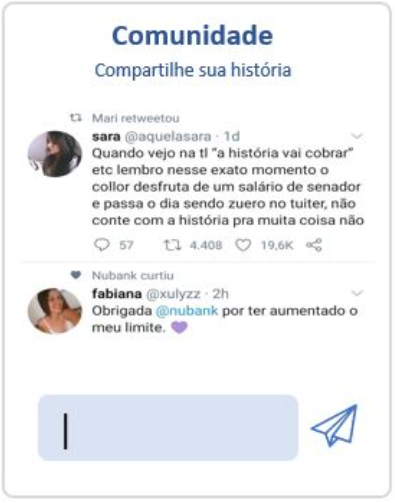 Comunidade
Compartilhe sua história
Mari retweetou
sara @aquelasara · 1d
Quando vejo na tl "a história vai cobrar"
etc lembro nesse exato momento o
collor desfruta de um salário de senador
e passa o dia sendo zuero no tuiter, não
conte com a história pra muita coisa não
57 4.408 19,6K
Nubank curtiu
fabiana @xulyzz · 2h
Obrigada @nubank por ter aumentado o
meu limite. 💜